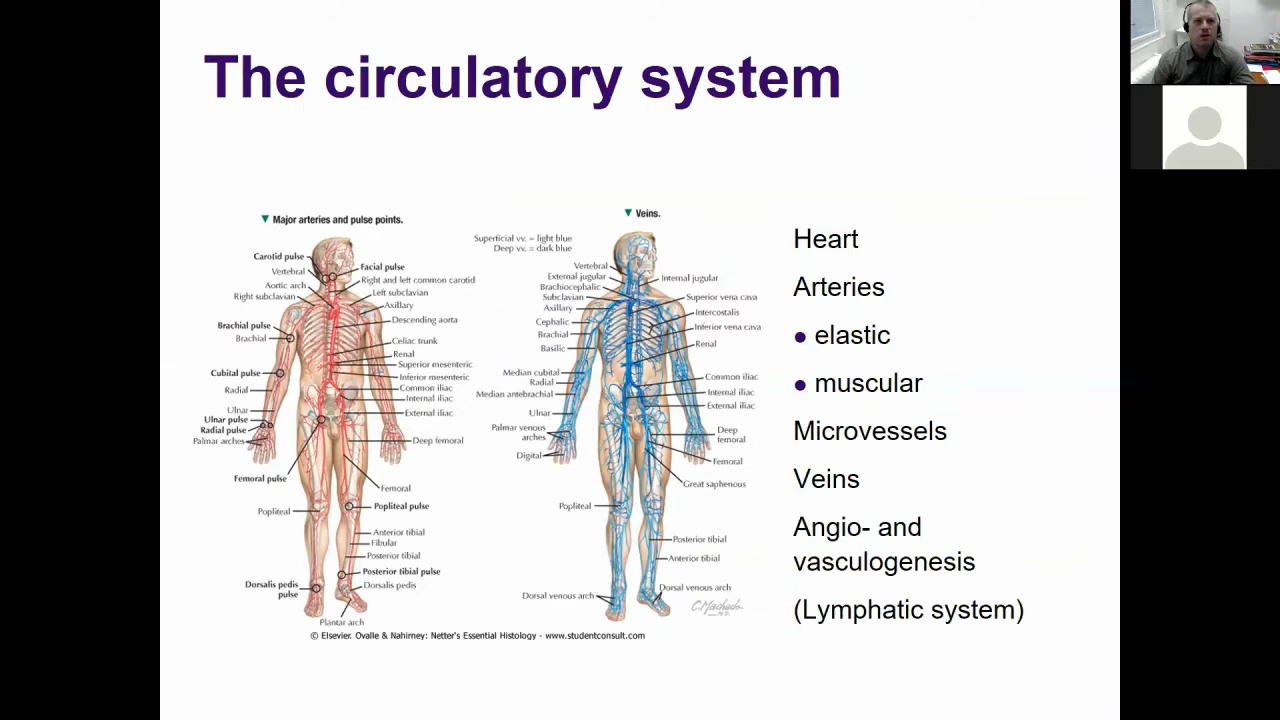 The circulatory system
▼ Major arteries and pulse points.
Carotid pulse
Vertebral
Aortic arch
Right subclavian
Brachial pulse
Brachial
Cubital pulse
Radial
Ulnar
Ulnar pulse
Radial pulse
Palmar arches
Femoral pulse
Popliteal
Dorsalis pedis
pulse
Facial pulse
Right and left common carotid
Left subclavian
Axillary
Descending aorta
Celiac trunk
Renal
Superior mesenteric
Inferior mesenteric
Common iliac
Internal iliac
External iliac
Deep femoral
Femoral
Popliteal pulse
Anterior tibial
Fibular
Posterior tibial
Posterior tibial pulse
Dorsalis pedis
Plantar arch
▼ Veins.
Superficial vv. = light blue
Deep vv. = dark blue
Vertebral
External jugular
Brachiocephalic
Subclavian
Axillary
Cephalic
Brachial
Basilic
Median cubital
Radial
Median antebrachial
Ulnar
Palmar venous
arches
Digital
Popliteal
Dorsal venous arch
Internal jugular
Superior vena cava
Intercostalis
Inferior vena cava
Renal
Common iliac
Internal iliac
External iliac
Deep
femoral
Femoral
Great saphenous
Posterior tibial
Anterior tibial
Dorsal venous arch
C.Machado
M.D.
© Elsevier. Ovalle & Nahirney: Netter's Essential Histology - www.studentconsult.com
Heart
Arteries
● elastic
● muscular
Microvessels
Veins
Angio- and
vasculogenesis
(Lymphatic system)